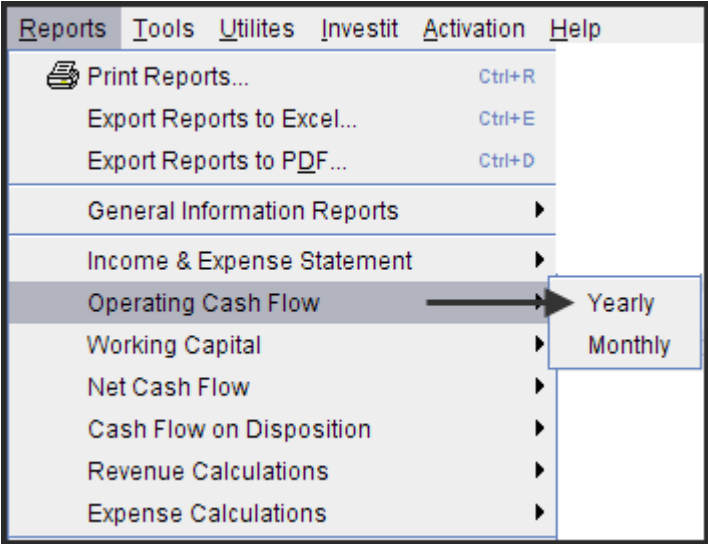 Reports Tools Utilites Investit Activation Help
Print Reports... Ctrl+R
Export Reports to Excel... Ctrl+E
Export Reports to PDF... Ctrl+D
General Information Reports
Income & Expense Statement
Operating Cash Flow Yearly
Working Capital Monthly
Net Cash Flow
Cash Flow on Disposition
Revenue Calculations
Expense Calculations